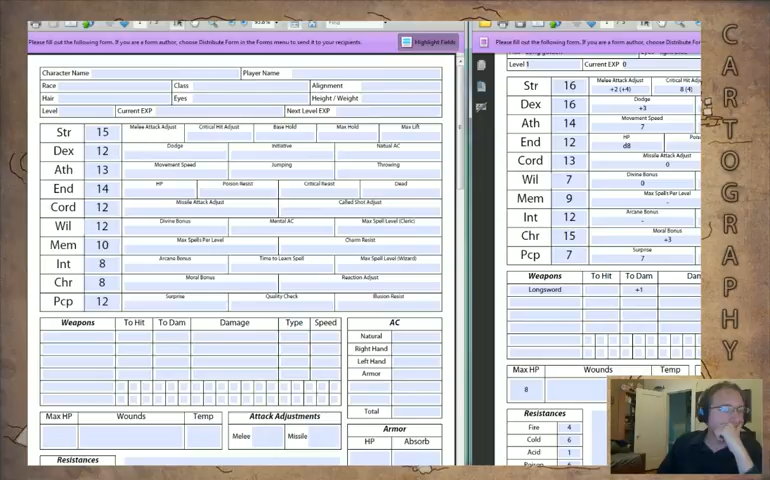 Please fill out the following form. If you are a form author, choose Distribute Form in the Forms menu to send it to your recipients.
Highlight Fields
Character Name
Player Name
Race
Class
Alignment
Hair
Eyes
Height / Weight
Level
Current EXP
Next Level EXP
Str 15 Melee Attack Adjust Critical Hit Adjust Base Hold Max Hold Max Lift
Dex 12 Dodge Initiative Natual AC
Ath 13 Movement Speed Jumping Throwing
End 14 HP Poison Resist Critical Resist Dead
Cord 12 Missile Attack Adjust Called Shot Adjust
Wil 12 Divine Bonus Mental AC Max Spell Level (Cleric)
Mem 10 Max Spells Per Level Charm Resist
Int 8 Arcane Bonus Time to Learn Spell Max Spell Level (Wizard)
Chr 8 Moral Bonus Reaction Adjust
Pcp 12 Surprise Quality Check Illusion Resist
Weapons To Hit To Dam Damage Type Speed
AC
Natural
Right Hand
Left Hand
Armor
Total
Max HP Wounds Temp
Attack Adjustments
Melee Missile
Armor
HP Absorb
Resistances
Please fill out the following form. If you are a form author, choose Distribute Form
Level 1 Current EXP 0
Str 16 Melee Attack Adjust +2 (+4) Critical Hit Adj 8 (4)
Dex 16 Dodge +3
Ath 14 Movement Speed 7
End 12 HP d8 Pois
Cord 13 Missile Attack Adjust 0
Wil 7 Divine Bonus 0
Mem 9 Max Spells Per Level -
Int 12 Arcane Bonus -
Chr 15 Moral Bonus +3
Pcp 7 Surprise 7
Weapons To Hit To Dam Dam
Longsword +1
Max HP Wounds Temp
8
Resistances
Fire 4
Cold 6
Acid 1
CARTOGRAPHY